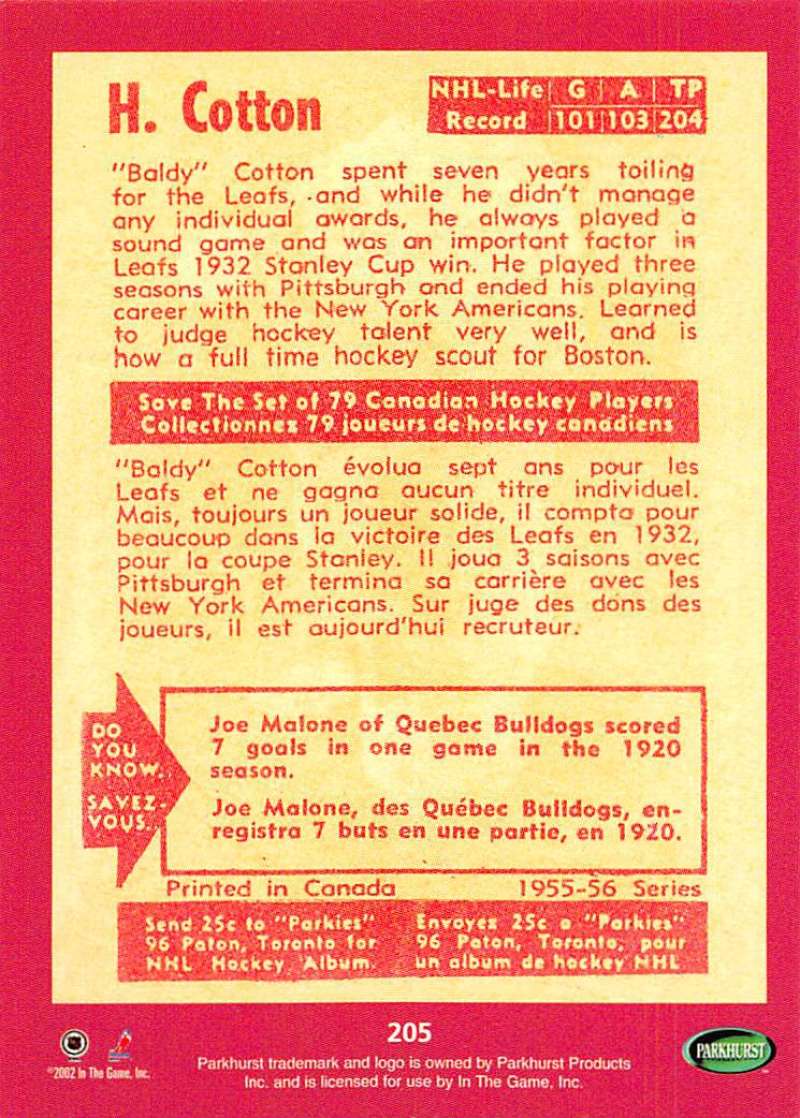 H. Cotton
NHL-Life G A TP
Record 101 103 204
"Baldy" Cotton spent seven years toiling
for the Leafs, and while he didn't manage
any individual awards, he always played a
sound game and was an important factor in
Leafs 1932 Stanley Cup win. He played three
seasons with Pittsburgh and ended his playing
career with the New York Americans. Learned
to judge hockey talent very well, and is
how a full time hockey scout for Boston.
Save The Set of 79 Canadian Hockey Players
Collectionnez 79 joueurs de hockey canadiens
"Baldy" Cotton évolua sept ans pour les
Leafs et ne gagna aucun titre individuel.
Mais, toujours un joueur solide, il compta pour
beaucoup dans la victoire des Leafs en 1932,
pour la coupe Stanley. Il joua 3 saisons avec
Pittsburgh et termina sa carrière avec les
New York Americans. Sur juge des dons des
joueurs, il est aujourd'hui recruteur.
DO
YOU
KNOW.
SAVEZ-
VOUS.
Joe Malone of Quebec Bulldogs scored
7 goals in one game in the 1920
season.
Joe Malone, des Québec Bulldogs, en-
registra 7 buts en une partie, en 1920.
Printed in Canada 1955-56 Series
Send 25c to "Parkies"
96 Paton, Toronto for
NHL Hockey Album.
Envoyez 25c a "Parkies"
96 Paton, Toronto, pour
un album de hockey NHL
205
©2002 In The Game, Inc.
Parkhurst trademark and logo is owned by Parkhurst Products
Inc. and is licensed for use by In The Game, Inc.
PARKHURST